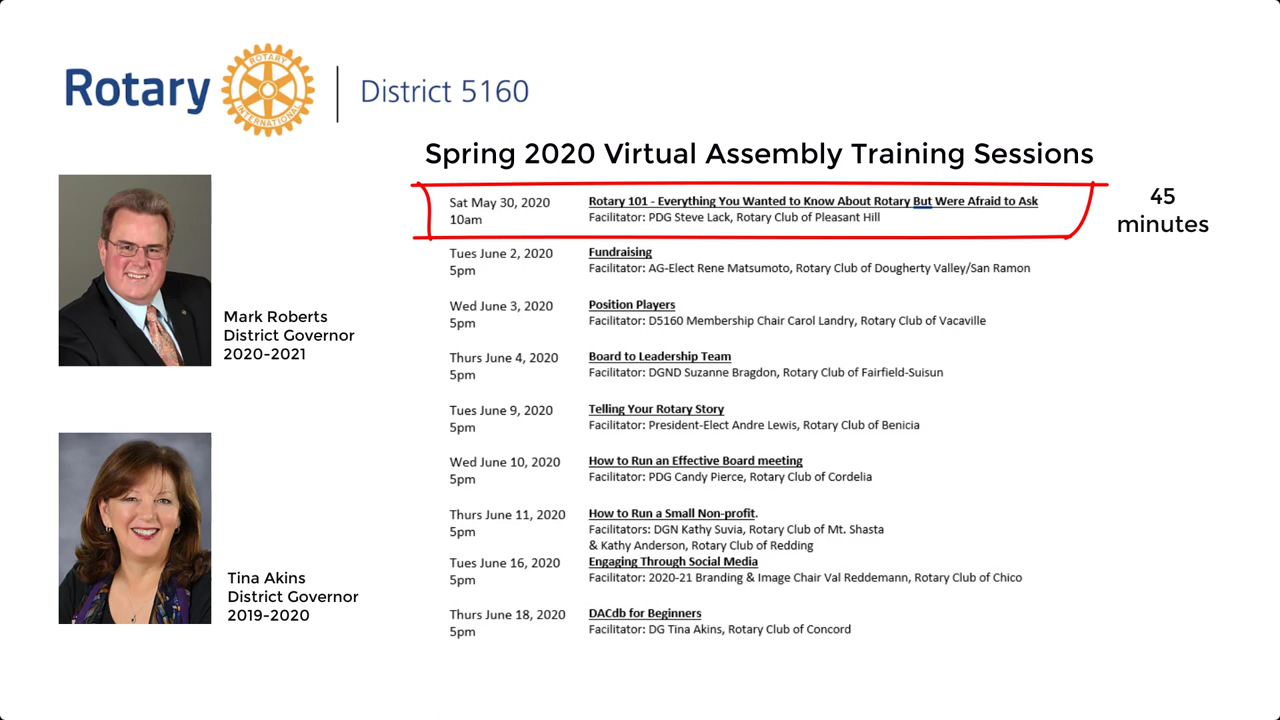 Rotary
ROTARY
INTERNATIONAL
District 5160
Spring 2020 Virtual Assembly Training Sessions
Sat May 30, 2020
10am
Rotary 101 - Everything You Wanted to Know About Rotary But Were Afraid to Ask
Facilitator: PDG Steve Lack, Rotary Club of Pleasant Hill
45
minutes
Tues June 2, 2020
5pm
Fundraising
Facilitator: AG-Elect Rene Matsumoto, Rotary Club of Dougherty Valley/San Ramon
Wed June 3, 2020
5pm
Position Players
Facilitator: D5160 Membership Chair Carol Landry, Rotary Club of Vacaville
Thurs June 4, 2020
5pm
Board to Leadership Team
Facilitator: DGND Suzanne Bragdon, Rotary Club of Fairfield-Suisun
Tues June 9, 2020
5pm
Telling Your Rotary Story
Facilitator: President-Elect Andre Lewis, Rotary Club of Benicia
Wed June 10, 2020
5pm
How to Run an Effective Board meeting
Facilitator: PDG Candy Pierce, Rotary Club of Cordelia
Thurs June 11, 2020
5pm
How to Run a Small Non-profit.
Facilitators: DGN Kathy Suvia, Rotary Club of Mt. Shasta
& Kathy Anderson, Rotary Club of Redding
Tues June 16, 2020
5pm
Engaging Through Social Media
Facilitator: 2020-21 Branding & Image Chair Val Reddemann, Rotary Club of Chico
Thurs June 18, 2020
5pm
DACdb for Beginners
Facilitator: DG Tina Akins, Rotary Club of Concord
Mark Roberts
District Governor
2020-2021
Tina Akins
District Governor
2019-2020